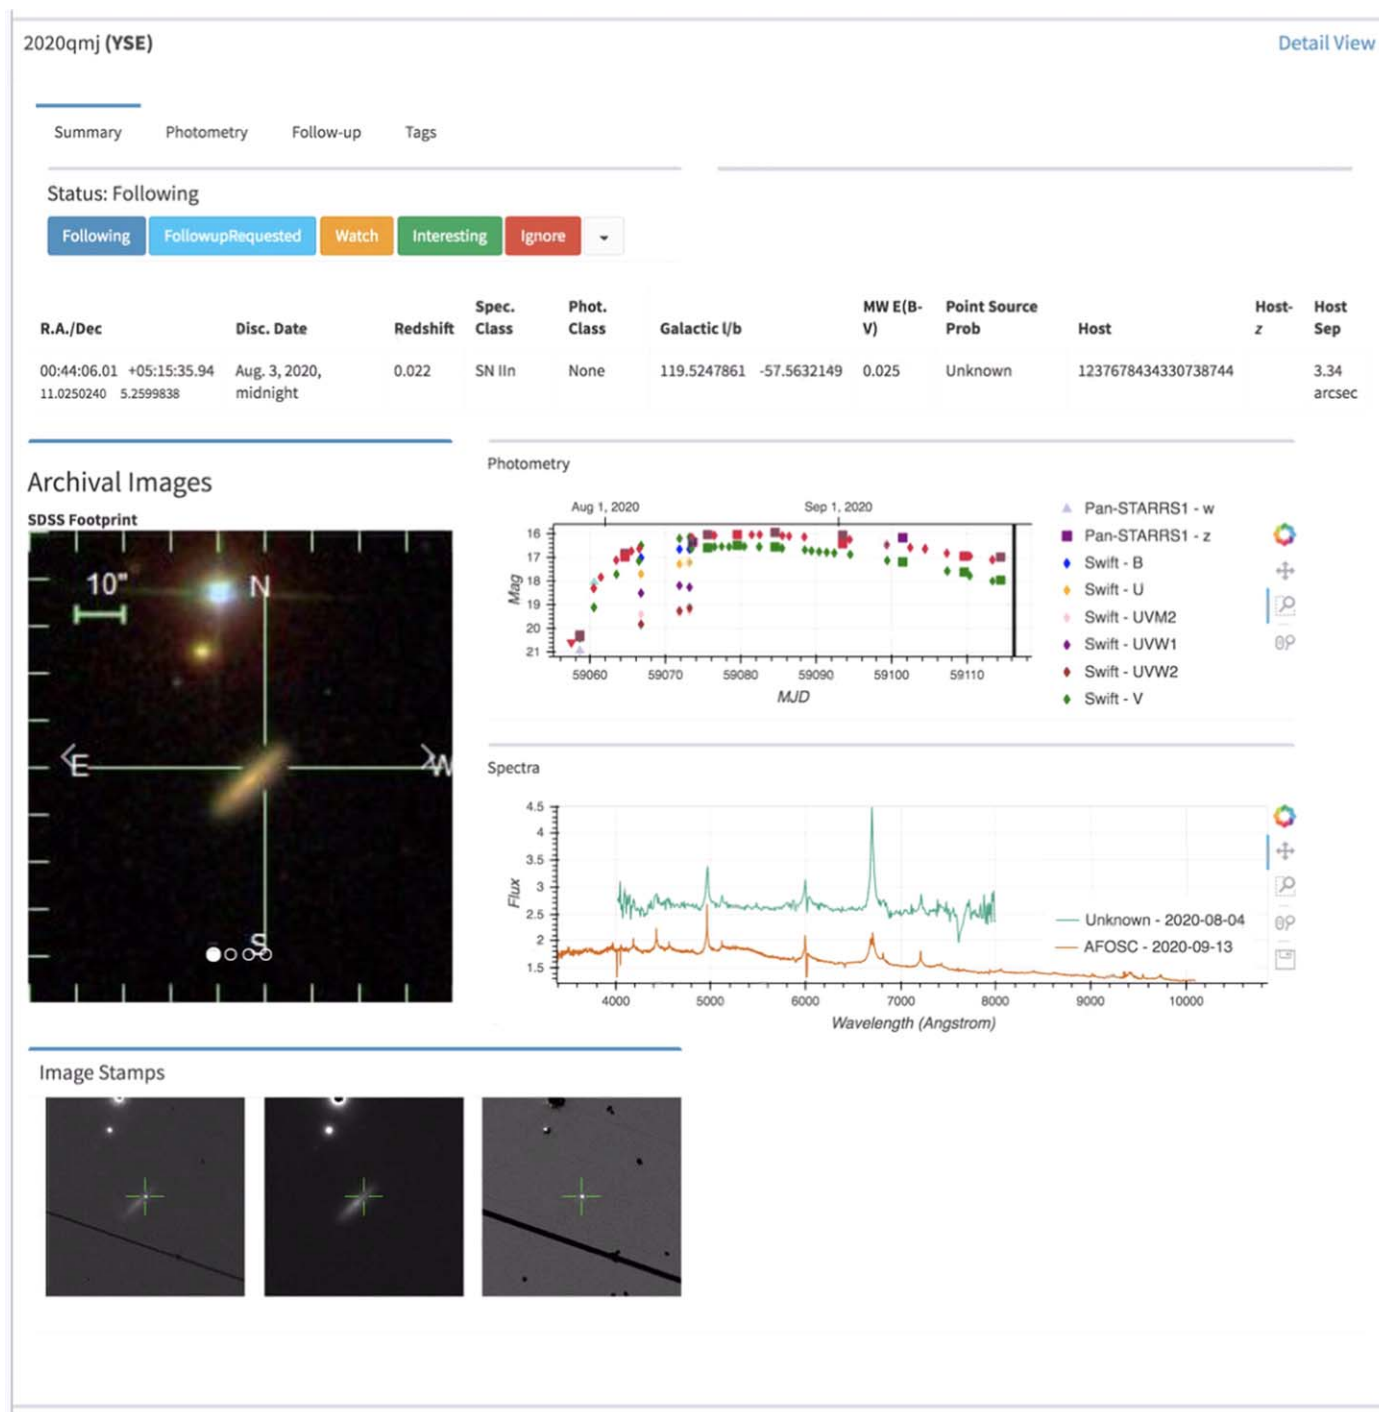 2020qmj (YSE) Detail View
Summary Photometry Follow-up Tags
Status: Following
Following FollowupRequested Watch Interesting Ignore
R.A./Dec Disc. Date Redshift Spec. Class Phot. Class Galactic l/b MW E(B-V) Point Source Prob Host Host-z Host Sep
00:44:06.01 +05:15:35.94 Aug. 3, 2020, 0.022 SN IIn None 119.5247861 -57.5632149 0.025 Unknown 1237678434330738744 3.34
11.0250240 5.2599838 midnight arcsec
Archival Images
SDSS Footprint
10"
N
E
W
S
Photometry
Aug 1, 2020 Sep 1, 2020
16
17
18
19
20
21
Mag
59060 59070 59080 59090 59100 59110
MJD
Pan-STARRS1 - w
Pan-STARRS1 - z
Swift - B
Swift - U
Swift - UVM2
Swift - UVW1
Swift - UVW2
Swift - V
Spectra
4.5
4
3.5
3
2.5
2
1.5
Flux
Unknown - 2020-08-04
AFOSC - 2020-09-13
4000 5000 6000 7000 8000 9000 10000
Wavelength (Angstrom)
Image Stamps